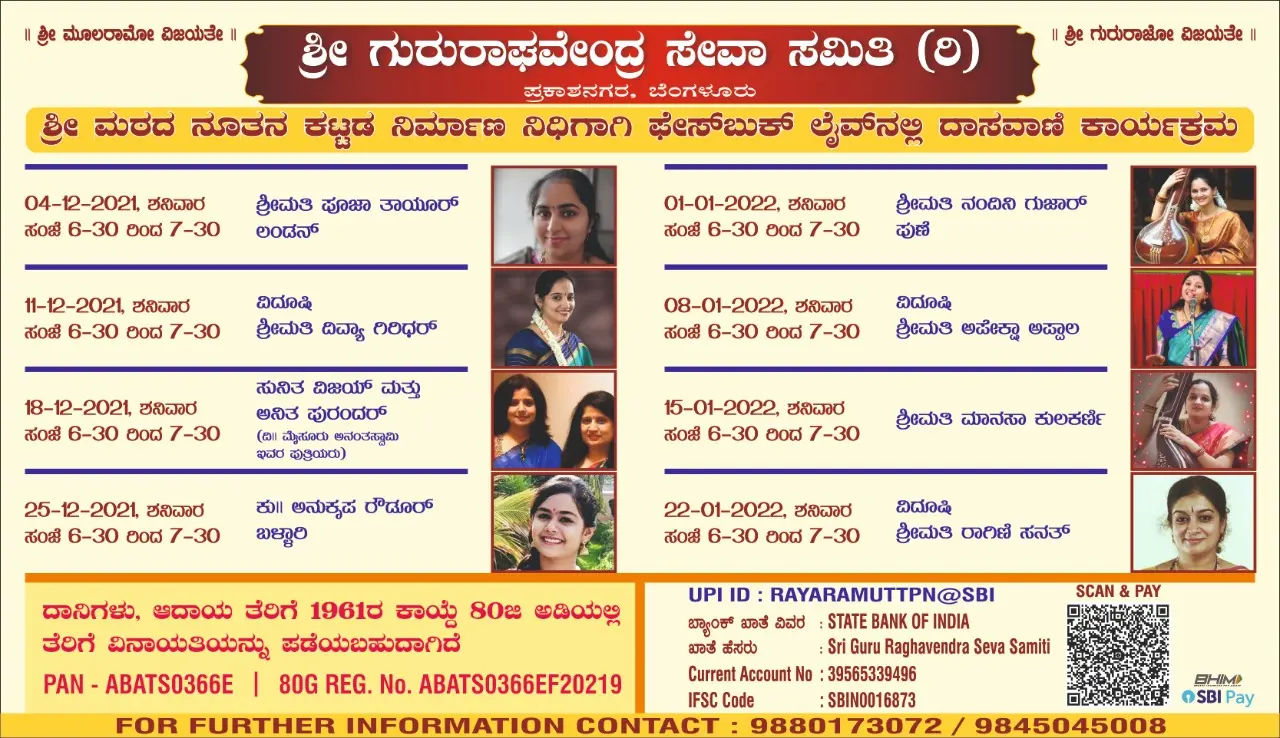 ॥ ಶ್ರೀ ಮೂಲರಾಮೋ ವಿಜಯತೇ ॥
॥ ಶ್ರೀ ಗುರುರಾಜೋ ವಿಜಯತೇ ॥
ಶ್ರೀ ಗುರುರಾಘವೇಂದ್ರ ಸೇವಾ ಸಮಿತಿ (ರಿ)
ಪ್ರಕಾಶನಗರ, ಬೆಂಗಳೂರು
ಶ್ರೀ ಮಠದ ನೂತನ ಕಟ್ಟಡ ನಿರ್ಮಾಣ ನಿಧಿಗಾಗಿ ಫೇಸ್‌ಬುಕ್ ಲೈವ್‌ನಲ್ಲಿ ದಾಸವಾಣಿ ಕಾರ್ಯಕ್ರಮ
04-12-2021, ಶನಿವಾರ
ಸಂಜೆ 6-30 ರಿಂದ 7-30
ಶ್ರೀಮತಿ ಪೂಜಾ ತಾಯೂರ್
ಲಂಡನ್
11-12-2021, ಶನಿವಾರ
ಸಂಜೆ 6-30 ರಿಂದ 7-30
ವಿದೂಷಿ
ಶ್ರೀಮತಿ ದಿವ್ಯಾ ಗಿರಿಧರ್
18-12-2021, ಶನಿವಾರ
ಸಂಜೆ 6-30 ರಿಂದ 7-30
ಸುನಿತ ವಿಜಯ್ ಮತ್ತು
ಅನಿತ ಪುರಂದರ್
(ದಿ॥ ಮೈಸೂರು ಅನಂತಸ್ವಾಮಿ
ಇವರ ಪುತ್ರಿಯರು)
25-12-2021, ಶನಿವಾರ
ಸಂಜೆ 6-30 ರಿಂದ 7-30
ಕು॥ ಅನುಕೃಪ ರೌಡೂರ್
ಬಳ್ಳಾರಿ
01-01-2022, ಶನಿವಾರ
ಸಂಜೆ 6-30 ರಿಂದ 7-30
ಶ್ರೀಮತಿ ನಂದಿನಿ ಗುಜಾರ್
ಪುಣೆ
08-01-2022, ಶನಿವಾರ
ಸಂಜೆ 6-30 ರಿಂದ 7-30
ವಿದೂಷಿ
ಶ್ರೀಮತಿ ಅಪೇಕ್ಷಾ ಅಪ್ಪಾಲ
15-01-2022, ಶನಿವಾರ
ಸಂಜೆ 6-30 ರಿಂದ 7-30
ಶ್ರೀಮತಿ ಮಾನಸಾ ಕುಲಕರ್ಣಿ
22-01-2022, ಶನಿವಾರ
ಸಂಜೆ 6-30 ರಿಂದ 7-30
ವಿದೂಷಿ
ಶ್ರೀಮತಿ ರಾಗಿಣಿ ಸನತ್
ದಾನಿಗಳು, ಆದಾಯ ತೆರಿಗೆ 1961ರ ಕಾಯ್ದೆ 80ಜಿ ಅಡಿಯಲ್ಲಿ
ತೆರಿಗೆ ವಿನಾಯತಿಯನ್ನು ಪಡೆಯಬಹುದಾಗಿದೆ
PAN - ABATS0366E | 80G REG. No. ABATS0366EF20219
UPI ID : RAYARAMUTTPN@SBI
ಬ್ಯಾಂಕ್ ಖಾತೆ ವಿವರ : STATE BANK OF INDIA
ಖಾತೆ ಹೆಸರು : Sri Guru Raghavendra Seva Samiti
Current Account No : 39565339496
IFSC Code : SBIN0016873
SCAN & PAY
BHIM
SBI Pay
FOR FURTHER INFORMATION CONTACT : 9880173072 / 9845045008